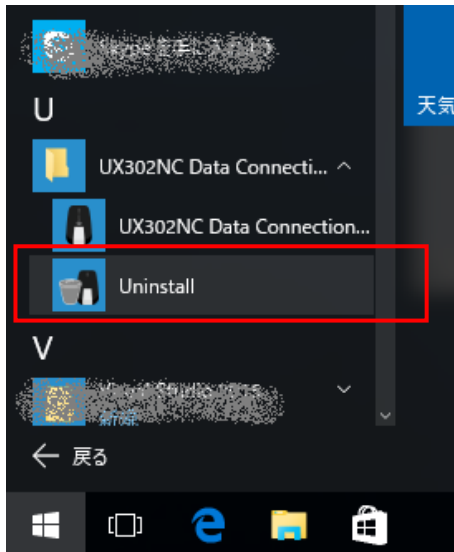 U
天気
UX302NC Data Connecti...
UX302NC Data Connection...
Uninstall
V
戻る